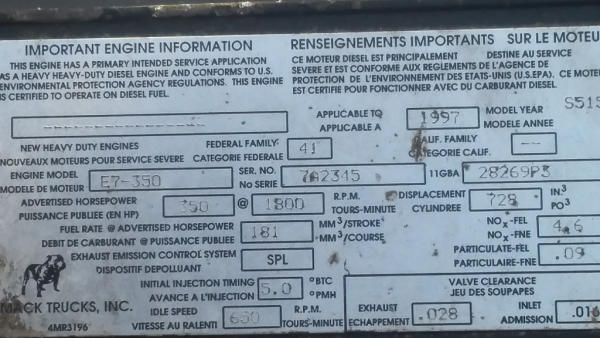 IMPORTANT ENGINE INFORMATION
THIS ENGINE HAS A PRIMARY INTENDED SERVICE APPLICATION
AS A HEAVY HEAVY-DUTY DIESEL ENGINE AND CONFORMS TO U.S.
ENVIRONMENTAL PROTECTION AGENCY REGULATIONS. THIS ENGINE
IS CERTIFIED TO OPERATE ON DIESEL FUEL.
RENSEIGNEMENTS IMPORTANTS SUR LE MOTEU
CE MOTEUR DIESEL EST PRINCIPALEMENT DESTINE AU SERVICE
SEVERE ET EST CONFORME AUX REGLEMENTS DE L'AGENCE DE
PROTECTION DE L'ENVIRONNEMENT DES ETATS-UNIS (U.S.EPA). CE MOTEU
EST CERTIFIE POUR FONCTIONNER AVEC DU CARBURANT DIESEL.
APPLICABLE TO 1997 MODEL YEAR S515
APPLICABLE A MODELE ANNEE
NEW HEAVY DUTY ENGINES FEDERAL FAMILY: 41 CALIF. FAMILY --
NOUVEAUX MOTEURS POUR SERVICE SEVERE CATEGORIE FEDERALE CATEGORIE CALIF.
ENGINE MODEL E7-350 SER. NO. 7A2345 11GBA 28269P3
MODELE DE MOTEUR: No SERIE
ADVERTISED HORSEPOWER 350 @ 1800 R.P.M. DISPLACEMENT 728 IN.3
PUISSANCE PUBLIEE (EN HP) TOURS-MINUTE CYLINDREE PO3
FUEL RATE @ ADVERTISED HORSEPOWER 181 MM3/STROKE NOx-FEL 4.6
DEBIT DE CARBURANT @ PUISSANCE PUBLIEE MM3/COURSE NOx-FNE
EXHAUST EMISSION CONTROL SYSTEM SPL PARTICULATE-FEL .09
DISPOSITIF DEPOLLUANT PARTICULAIRE-FNE
INITIAL INJECTION TIMING 5.0 °BTC
AVANCE A L'INJECTION °PMH
VALVE CLEARANCE
JEU DES SOUPAPES
MACK TRUCKS, INC.
4MR3196
IDLE SPEED 650 R.P.M.
VITESSE AU RALENTI TOURS-MINUTE
EXHAUST .028 INLET .016
ECHAPPEMENT ADMISSION